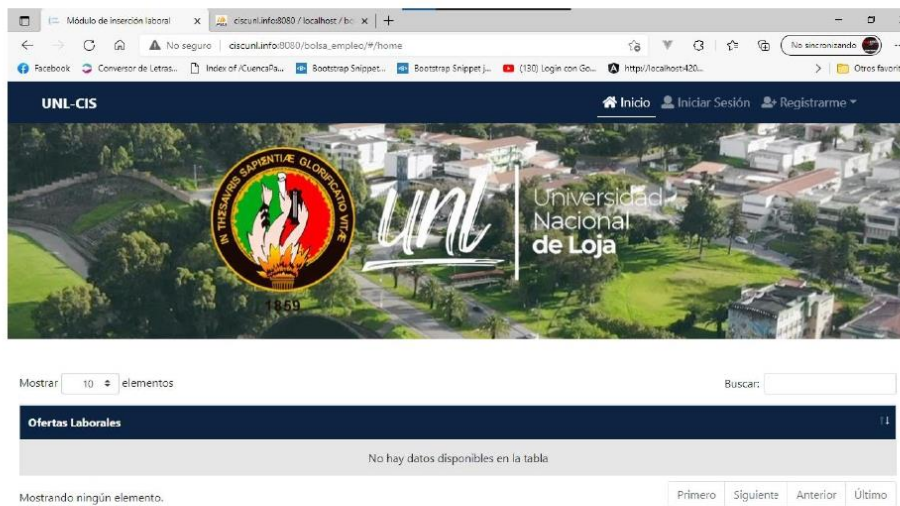 Módulo de inserción laboral
ciscunl.info:8080 / localhost / bo
No seguro
ciscunl.info:8080/bolsa_empleo/#/home
No sincronizando
Facebook
Conversor de Letras...
Index of /CuencaPa...
Bootstrap Snippet...
Bootstrap Snippet j...
(130) Login con Go...
http://localhost:420...
Otros favorit
UNL-CIS
Inicio
Iniciar Sesión
Registrarme
IN THESAVRIS SAPIENTIÆ GLORIFICATIO VITÆ
1859
unl
Universidad
Nacional
de Loja
Mostrar 10 elementos
Buscar:
Ofertas Laborales
No hay datos disponibles en la tabla
Mostrando ningún elemento.
Primero
Siguiente
Anterior
Último